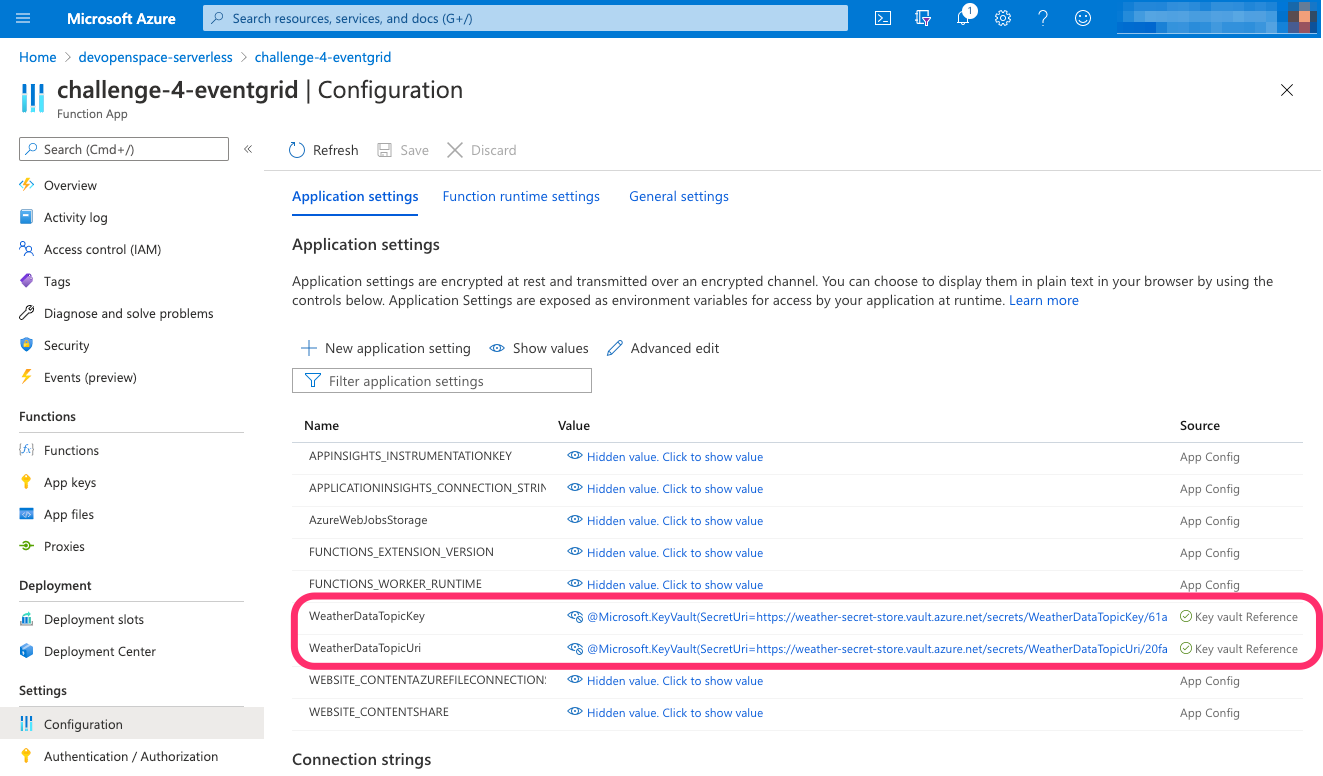 Microsoft Azure
Search resources, services, and docs (G+/)
1
Home > devopenspace-serverless > challenge-4-eventgrid
challenge-4-eventgrid | Configuration
Function App
Search (Cmd+/)
«
Refresh
Save
Discard
Overview
Activity log
Access control (IAM)
Tags
Diagnose and solve problems
Security
Events (preview)
Functions
Functions
App keys
App files
Proxies
Deployment
Deployment slots
Deployment Center
Settings
Configuration
Authentication / Authorization
Application settings Function runtime settings General settings
Application settings
Application settings are encrypted at rest and transmitted over an encrypted channel. You can choose to display them in plain text in your browser by using the
controls below. Application Settings are exposed as environment variables for access by your application at runtime. Learn more
New application setting Show values Advanced edit
Filter application settings
Name Value Source
APPINSIGHTS_INSTRUMENTATIONKEY Hidden value. Click to show value App Config
APPLICATIONINSIGHTS_CONNECTION_STRIN Hidden value. Click to show value App Config
AzureWebJobsStorage Hidden value. Click to show value App Config
FUNCTIONS_EXTENSION_VERSION Hidden value. Click to show value App Config
FUNCTIONS_WORKER_RUNTIME Hidden value. Click to show value App Config
WeatherDataTopicKey @Microsoft.KeyVault(SecretUri=https://weather-secret-store.vault.azure.net/secrets/WeatherDataTopicKey/61a Key vault Reference
WeatherDataTopicUri @Microsoft.KeyVault(SecretUri=https://weather-secret-store.vault.azure.net/secrets/WeatherDataTopicUri/20fa Key vault Reference
WEBSITE_CONTENTAZUREFILECONNECTIONS Hidden value. Click to show value App Config
WEBSITE_CONTENTSHARE Hidden value. Click to show value App Config
Connection strings